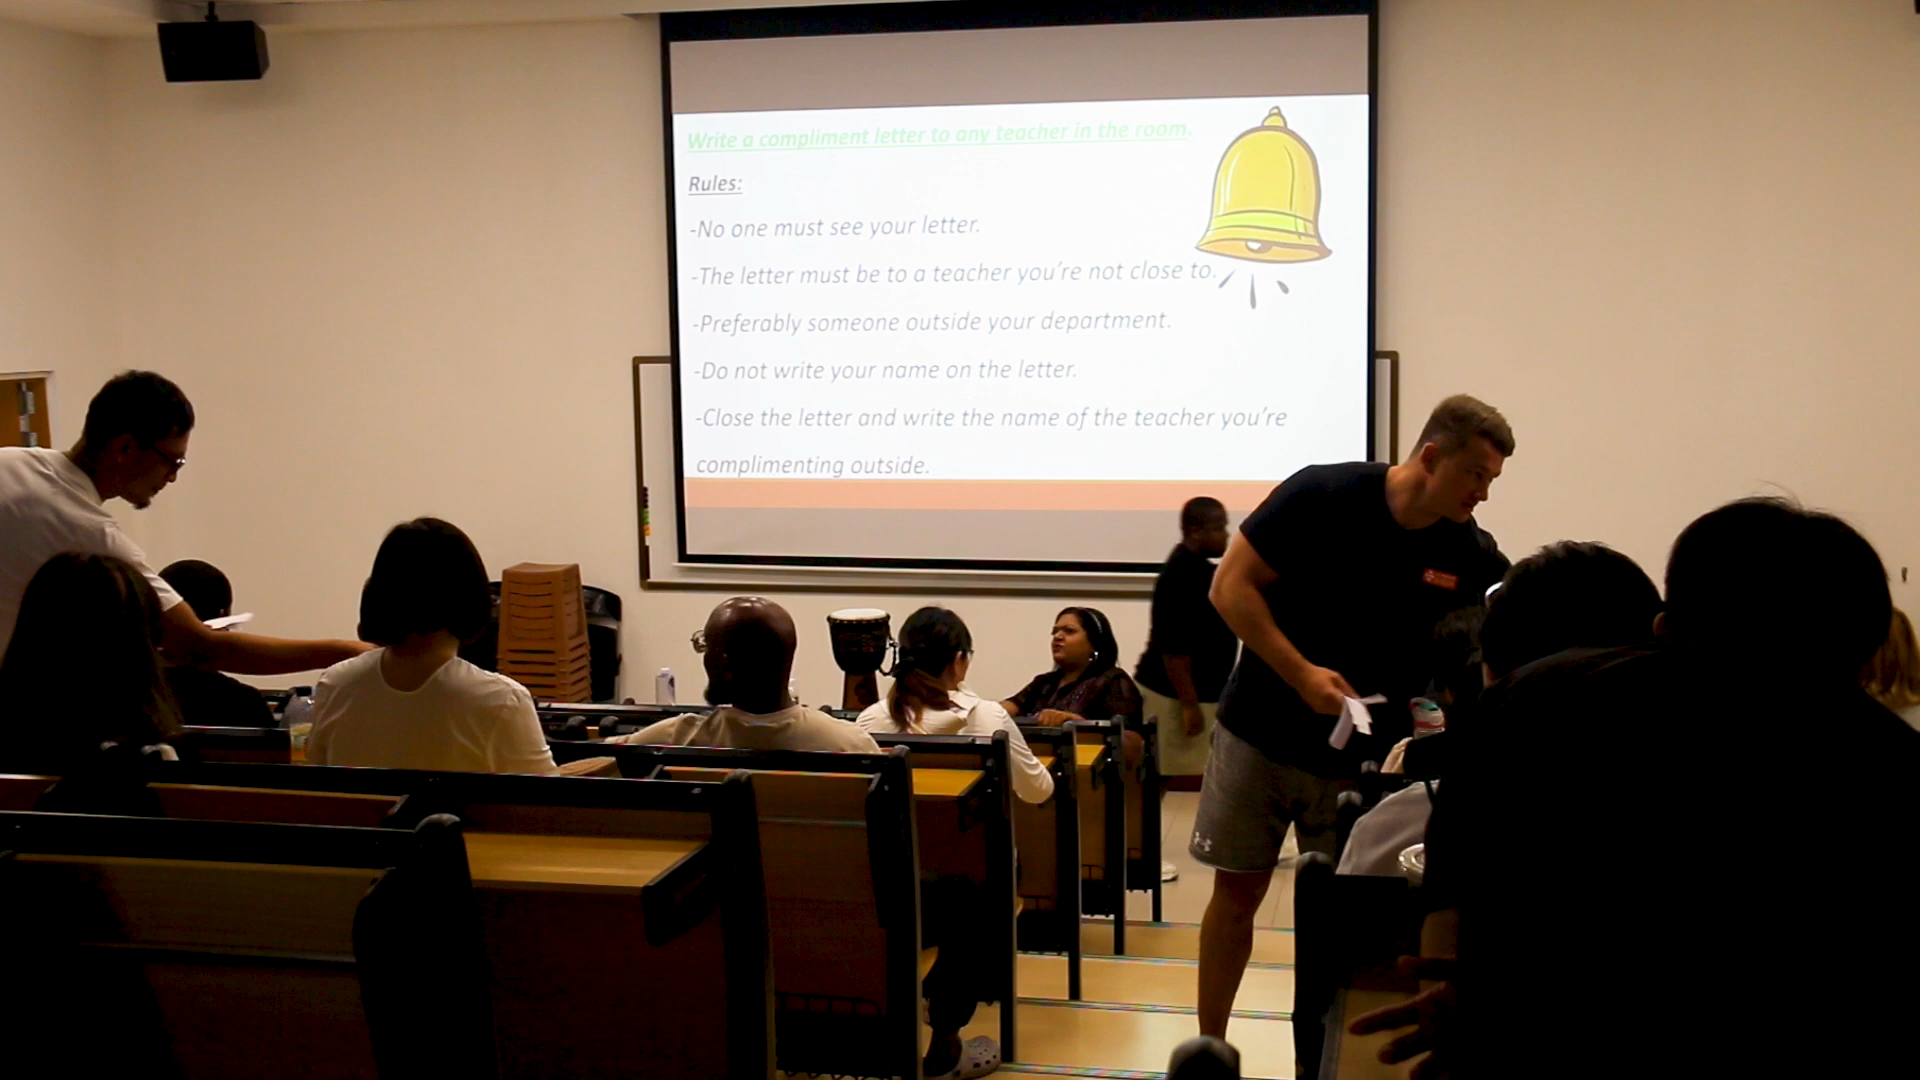 Write a compliment letter to any teacher in the room.
Rules:
-No one must see your letter.
-The letter must be to a teacher you're not close to.
-Preferably someone outside your department.
-Do not write your name on the letter.
-Close the letter and write the name of the teacher you're
complimenting outside.